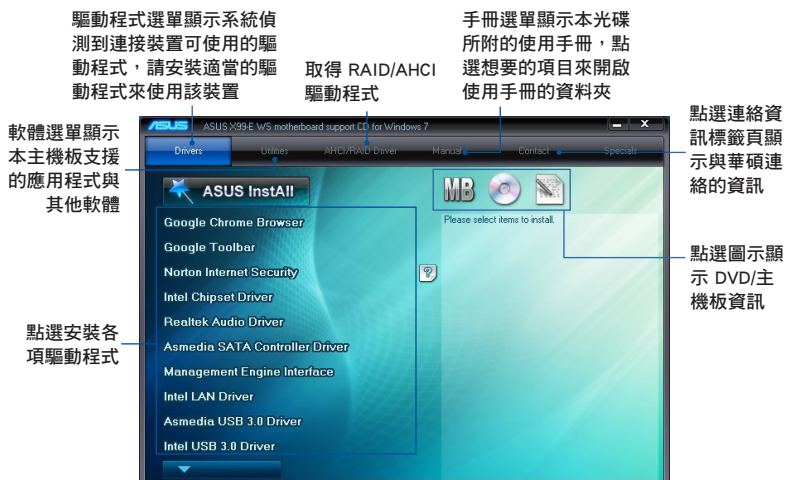 驅動程式選單顯示系統偵
測到連接裝置可使用的驅
動程式，請安裝適當的驅
動程式來使用該裝置
取得 RAID/AHCI
驅動程式
手冊選單顯示本光碟
所附的使用手冊，點
選想要的項目來開啟
使用手冊的資料夾
軟體選單顯示
本主機板支援
的應用程式與
其他軟體
點選連絡資
訊標籤頁顯
示與華碩連
絡的資訊
點選圖示顯
示 DVD/主
機板資訊
點選安裝各
項驅動程式
ASUS ASUS X99-E WS motherboard support CD for Windows 7
Drivers Utilities AHCI/RAID Driver Manual Contact Specials
ASUS InstAll
MB
Please select items to install.
Google Chrome Browser
Google Toolbar
Norton Internet Security
?
Intel Chipset Driver
Realtek Audio Driver
Asmedia SATA Controller Driver
Management Engine Interface
Intel LAN Driver
Asmedia USB 3.0 Driver
Intel USB 3.0 Driver